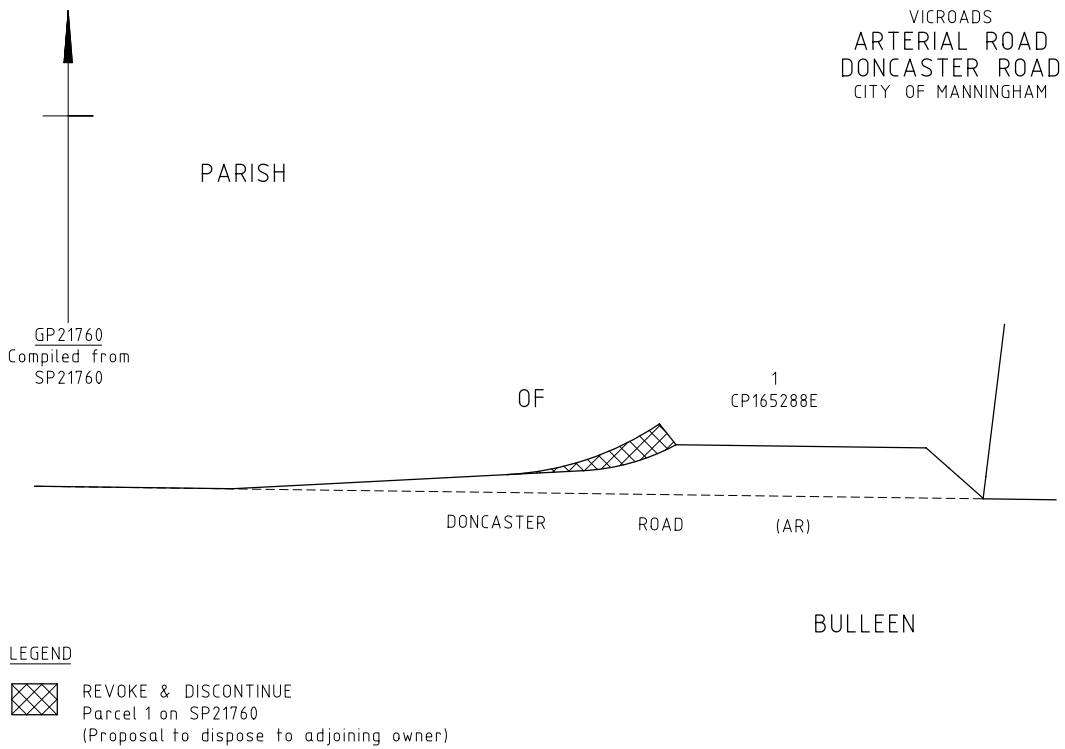 VICROADS
ARTERIAL ROAD
DONCASTER ROAD
CITY OF MANNINGHAM
PARISH
GP21760
Compiled from
SP21760
OF
1
CP165288E
DONCASTER ROAD (AR)
BULLEEN
LEGEND
REVOKE & DISCONTINUE
Parcel 1 on SP21760
(Proposal to dispose to adjoining owner)